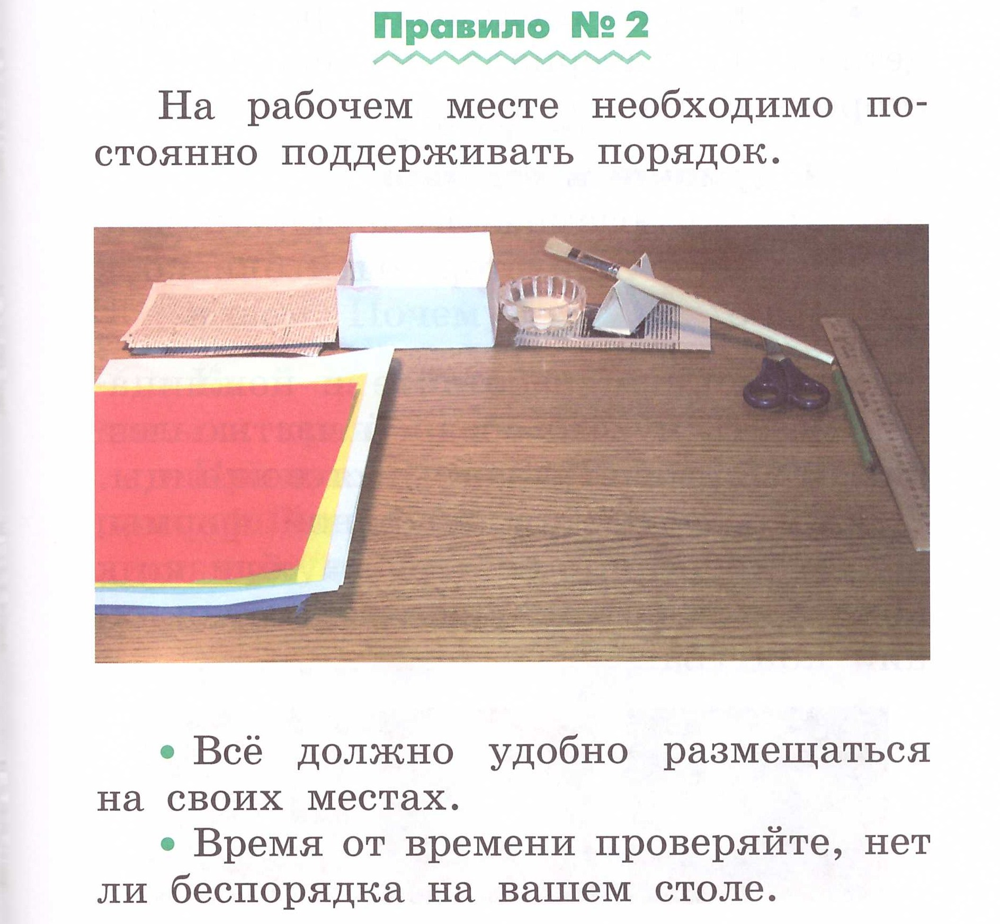 Правило № 2
На рабочем месте необходимо по-
стоянно поддерживать порядок.
• Всё должно удобно размещаться
на своих местах.
• Время от времени проверяйте, нет
ли беспорядка на вашем столе.